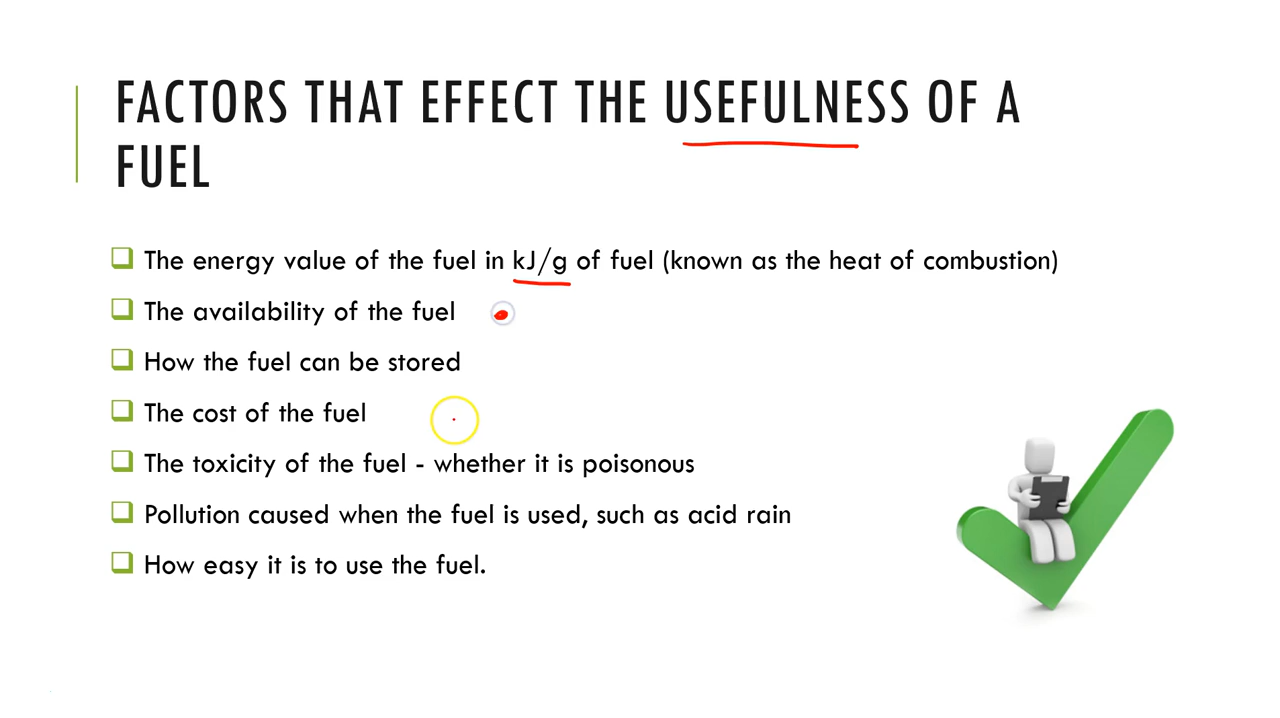 FACTORS THAT EFFECT THE USEFULNESS OF A
FUEL
The energy value of the fuel in kJ/g of fuel (known as the heat of combustion)
The availability of the fuel
How the fuel can be stored
The cost of the fuel
The toxicity of the fuel - whether it is poisonous
Pollution caused when the fuel is used, such as acid rain
How easy it is to use the fuel.